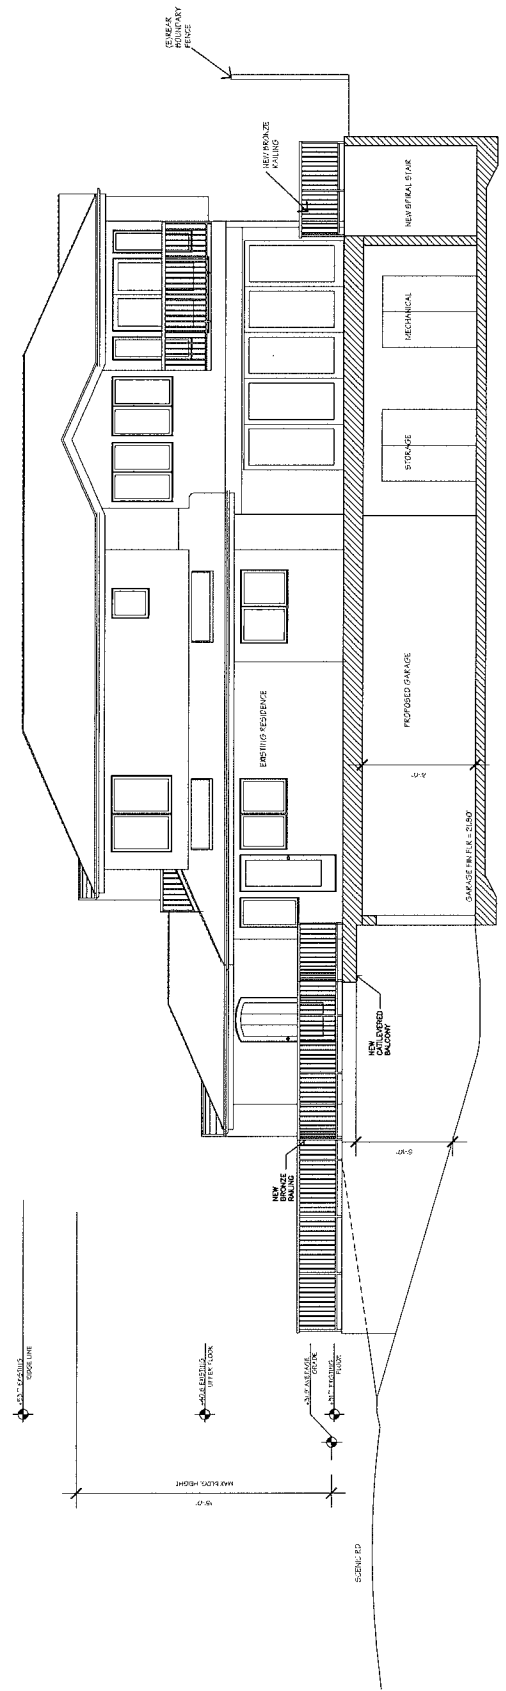 (E) REAR
BOUNDARY
FENCE
NEW BRONZE
RAILING
NEW SPIRAL STAIR
MECHANICAL
STORAGE
EXISTING RESIDENCE
PROPOSED GARAGE
GARAGE FIN FLR = 21.80'
NEW
CATILEVERED
BALCONY
NEW
BRONZE
RAILING
EXISTING
RIDGE LINE
EXISTING
UPPER FLOOR
AVERAGE
GRADE
EXISTING
FLOOR
MAX BLDG. HEIGHT
SCENIC RD